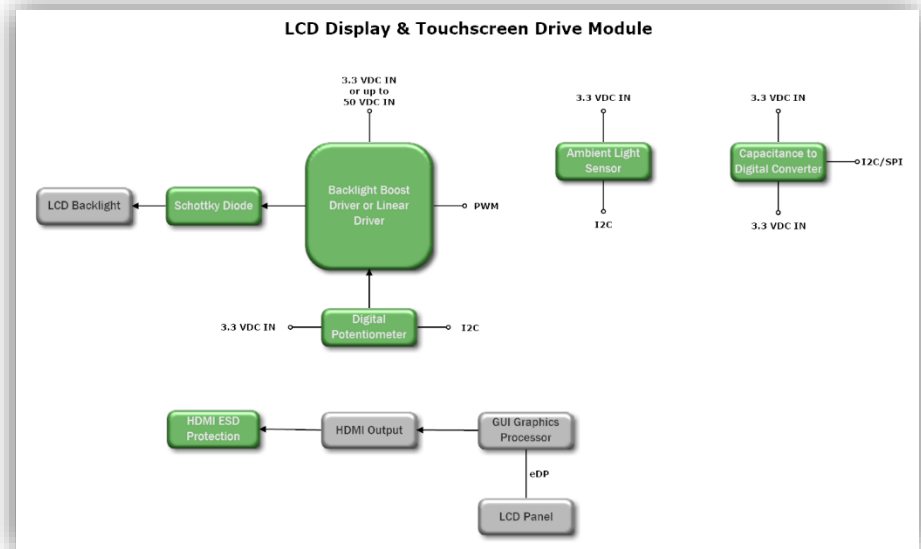 LCD Display & Touchscreen Drive Module
3.3 VDC IN
or up to
50 VDC IN
3.3 VDC IN
3.3 VDC IN
Ambient Light
Sensor
Capacitance to
Digital Converter
I2C/SPI
Backlight Boost
Driver or Linear
Driver
LCD Backlight
Schottky Diode
PWM
I2C
3.3 VDC IN
Digital
Potentiometer
3.3 VDC IN
I2C
HDMI ESD
Protection
HDMI Output
GUI Graphics
Processor
eDP
LCD Panel